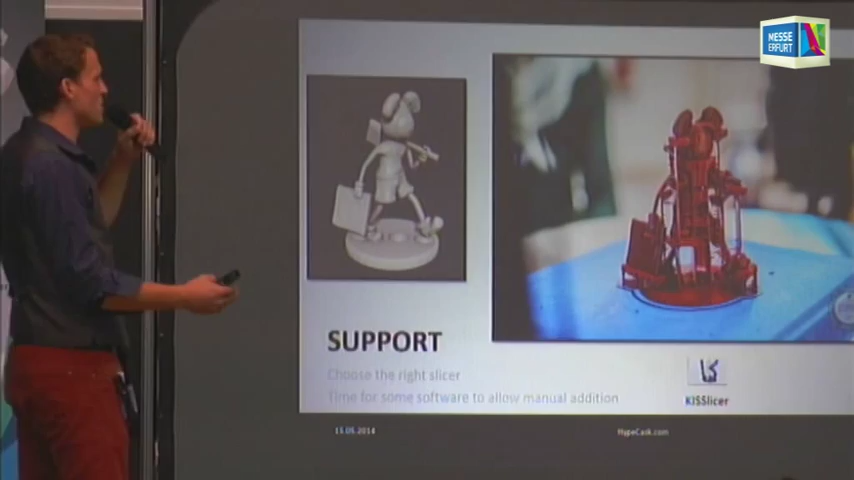 MESSE
ERFURT
SUPPORT
Choose the right slicer
Time for some software to allow manual addition
KISSlicer
15.05.2014
HypeCask.com